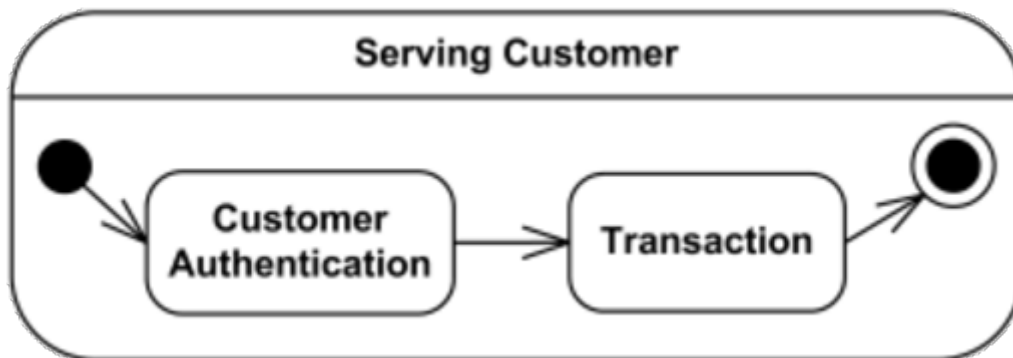 Serving Customer
Customer
Authentication
Transaction